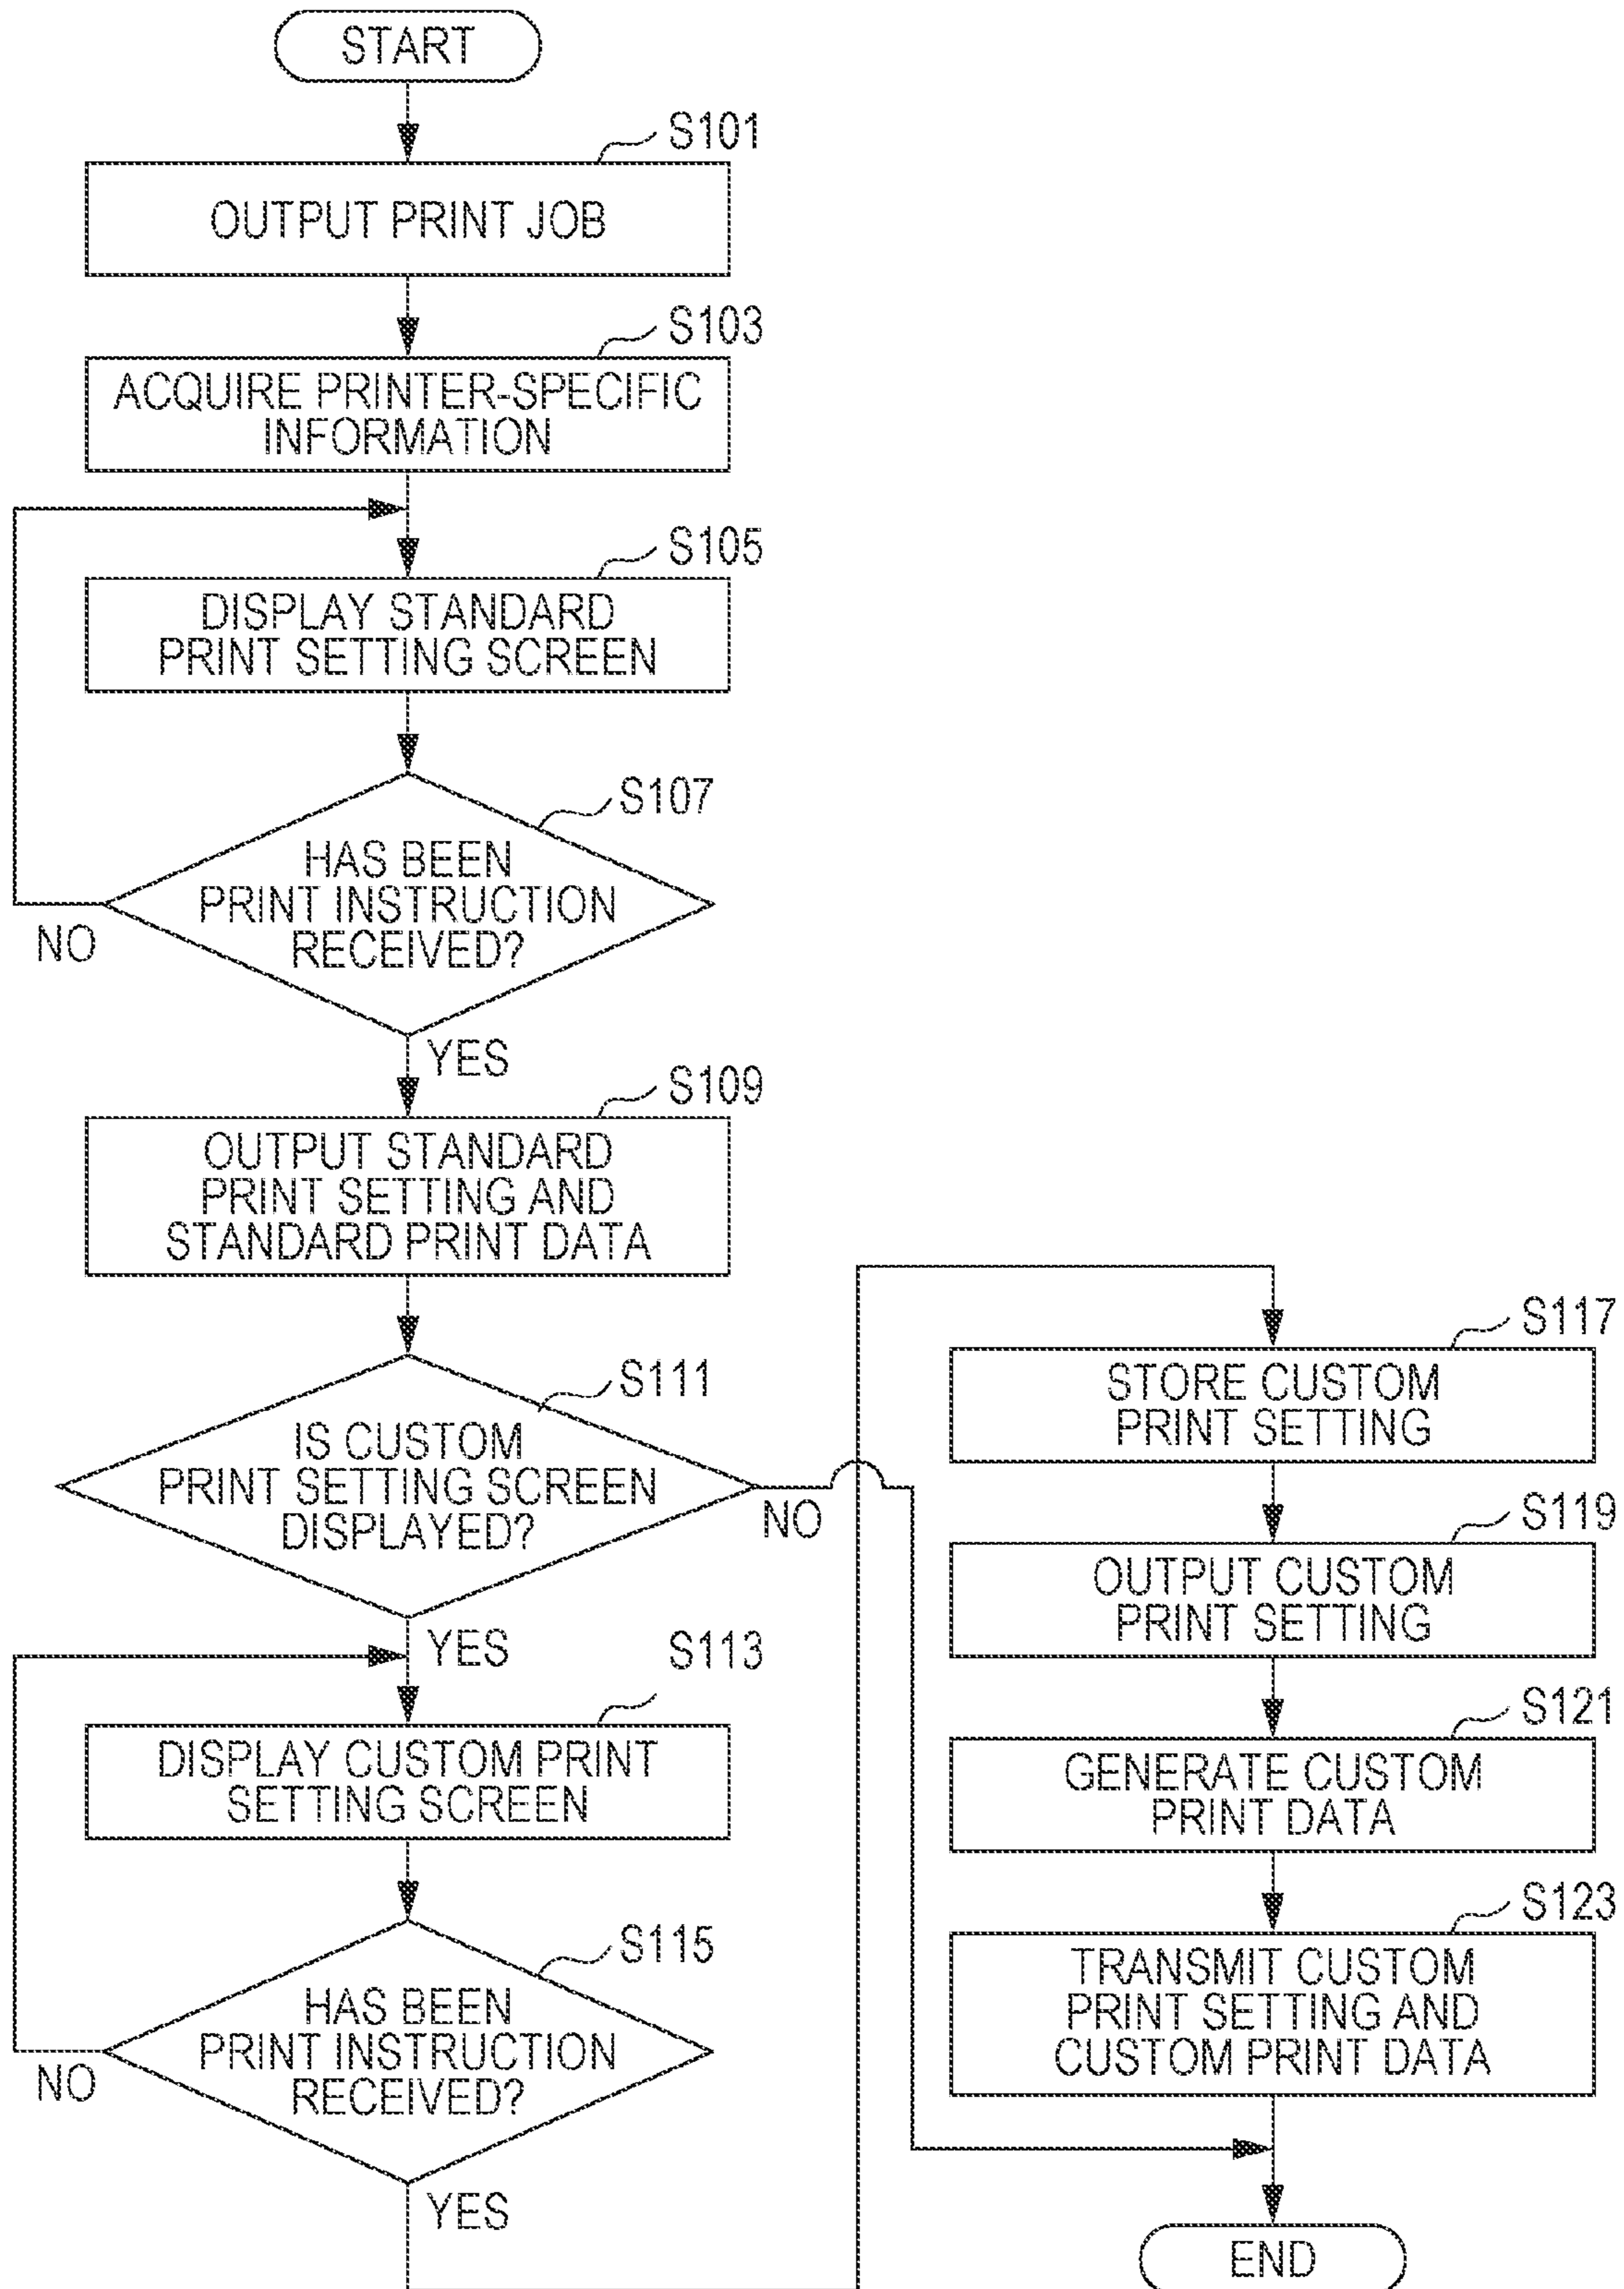 START
S101
OUTPUT PRINT JOB
S103
ACQUIRE PRINTER-SPECIFIC
INFORMATION
S105
DISPLAY STANDARD
PRINT SETTING SCREEN
S107
HAS BEEN
PRINT INSTRUCTION
RECEIVED?
NO
YES
S109
OUTPUT STANDARD
PRINT SETTING AND
STANDARD PRINT DATA
S111
IS CUSTOM
PRINT SETTING SCREEN
DISPLAYED?
NO
YES
S113
DISPLAY CUSTOM PRINT
SETTING SCREEN
S115
HAS BEEN
PRINT INSTRUCTION
RECEIVED?
NO
YES
S117
STORE CUSTOM
PRINT SETTING
S119
OUTPUT CUSTOM
PRINT SETTING
S121
GENERATE CUSTOM
PRINT DATA
S123
TRANSMIT CUSTOM
PRINT SETTING AND
CUSTOM PRINT DATA
END